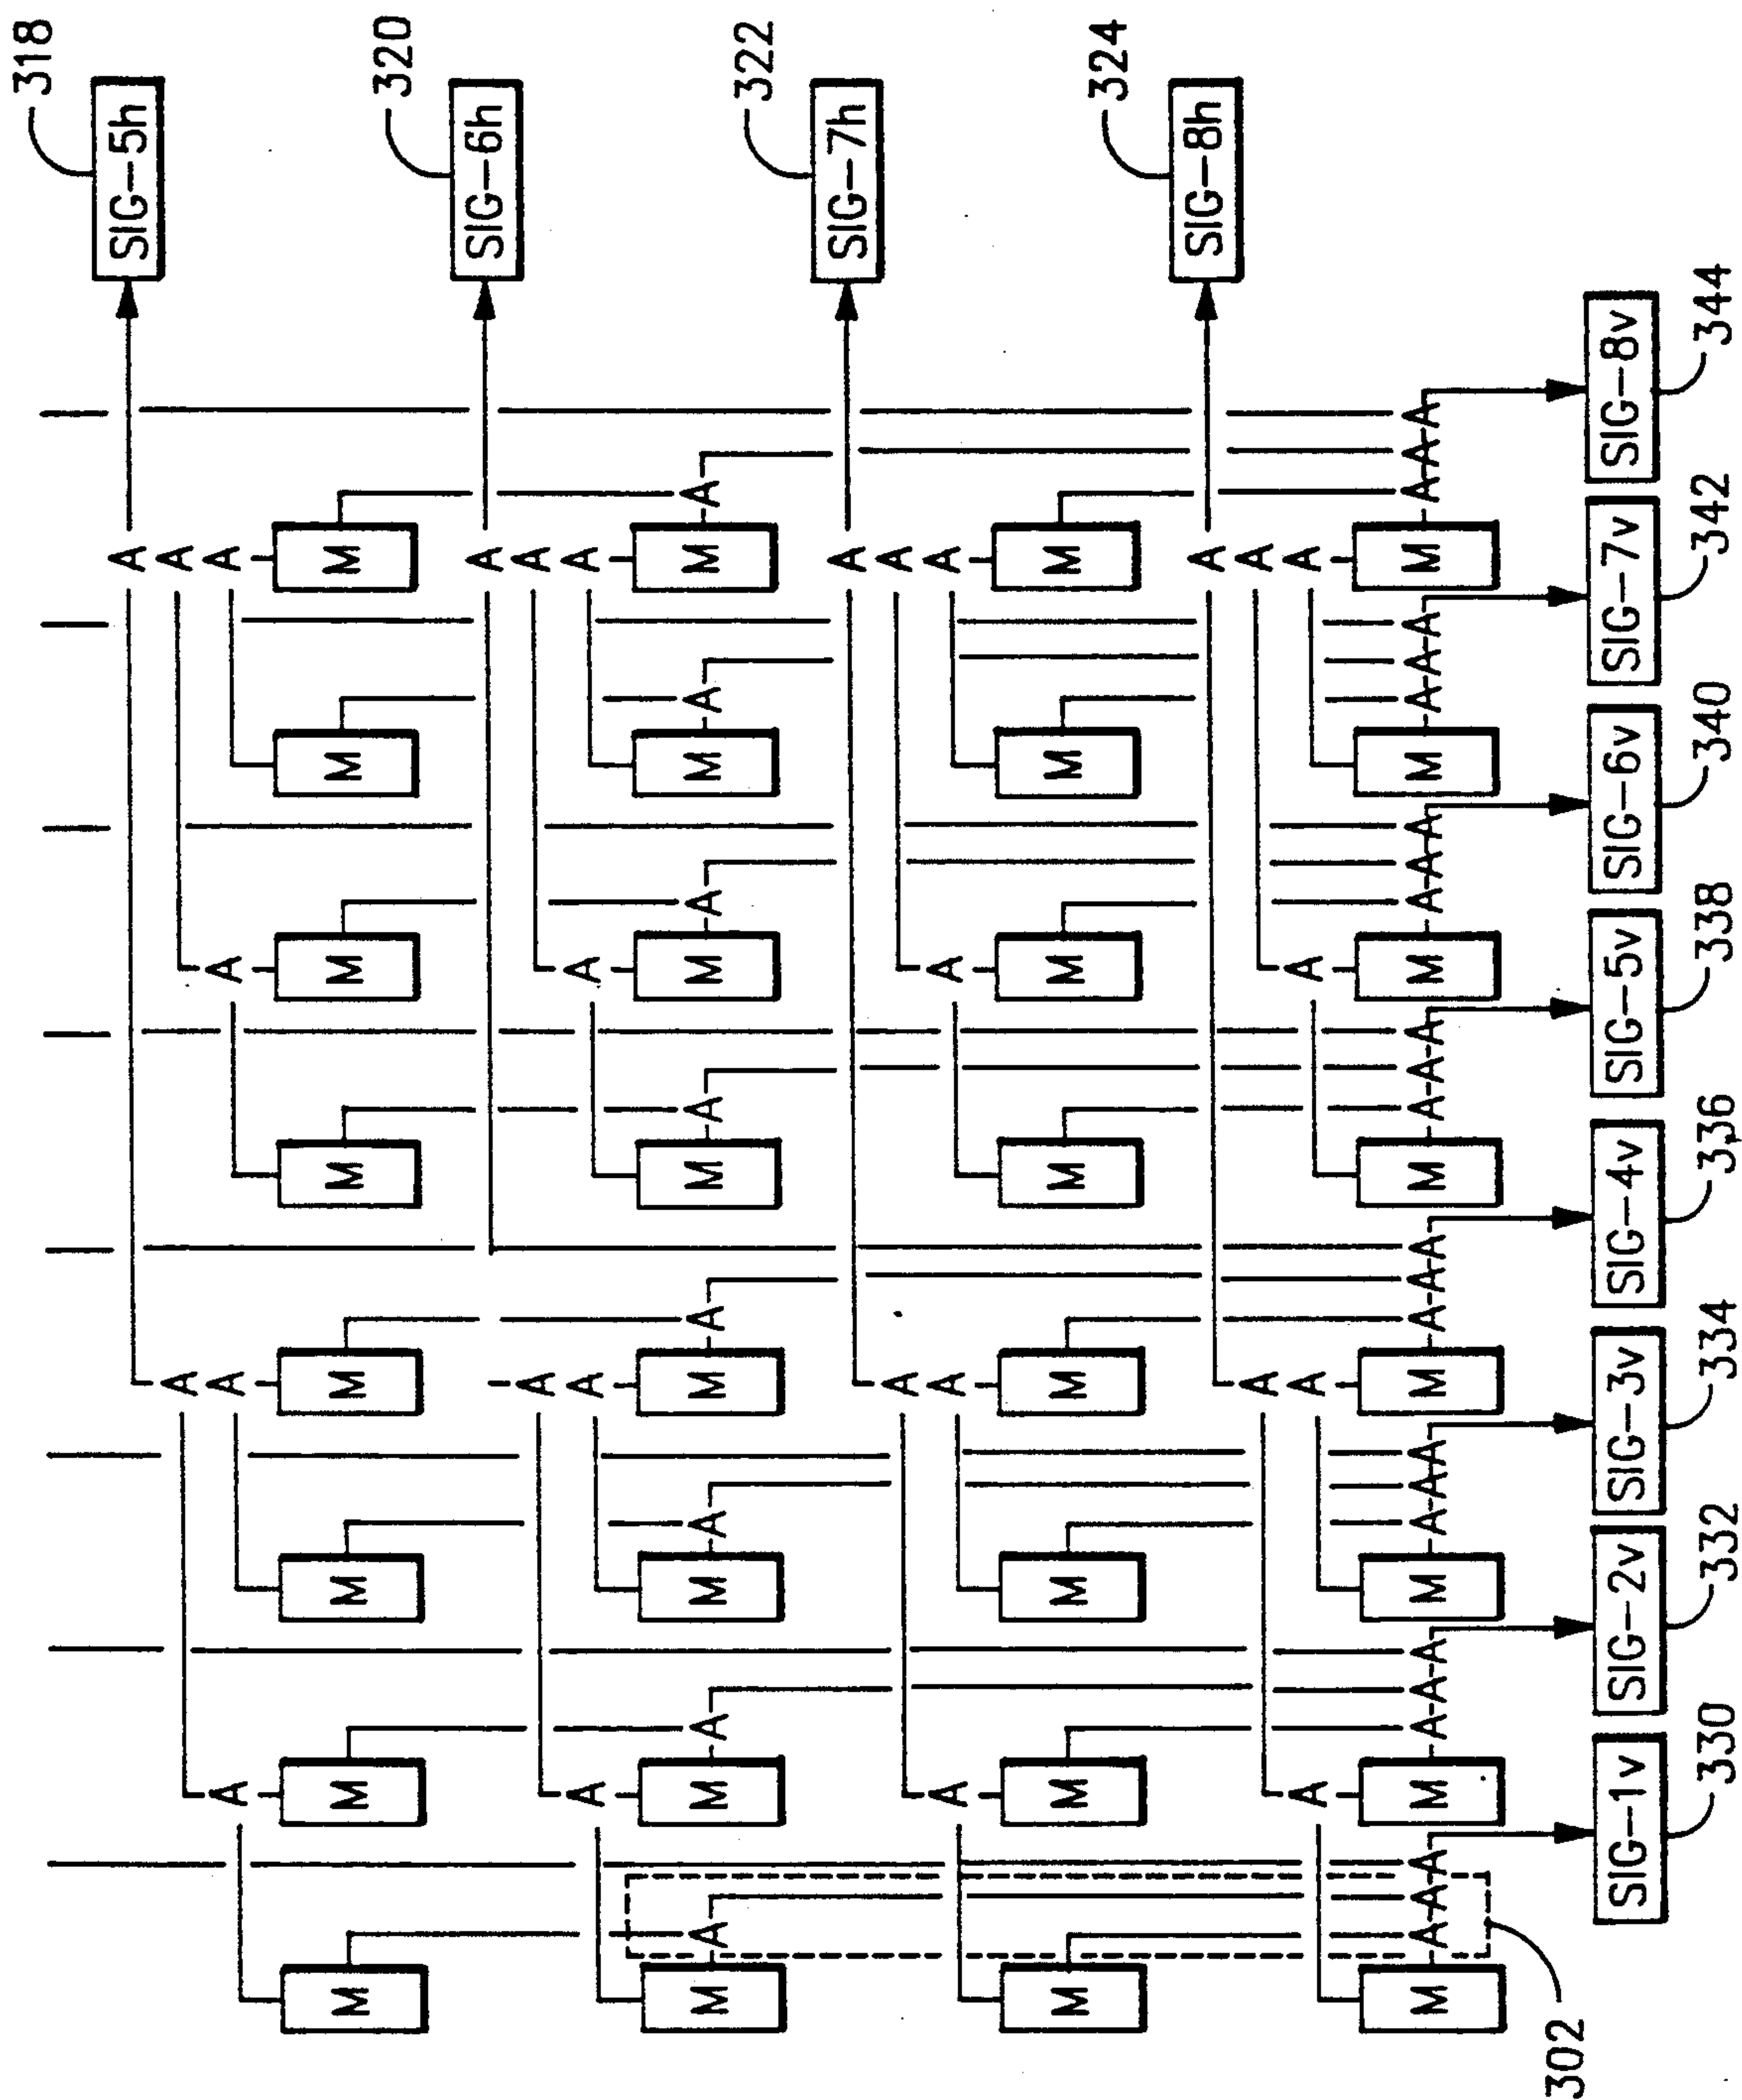 318
A SIG-5h
A A
A A A A
M M M M M M M M
320
A SIG-6h
A A
A A A A
M A M A M A M A M A M A M A M A
322
A SIG-7h
A A
A A A A
M M M M M M M M
324
A SIG-8h
A A
A A A A
M A A A M A A A M A A A M A A A M A A A M A A A M A A A M A A A
302
SIG-1v SIG-2v SIG-3v SIG-4v SIG-5v SIG-6v SIG-7v SIG-8v
330 332 334 336 338 340 342 344